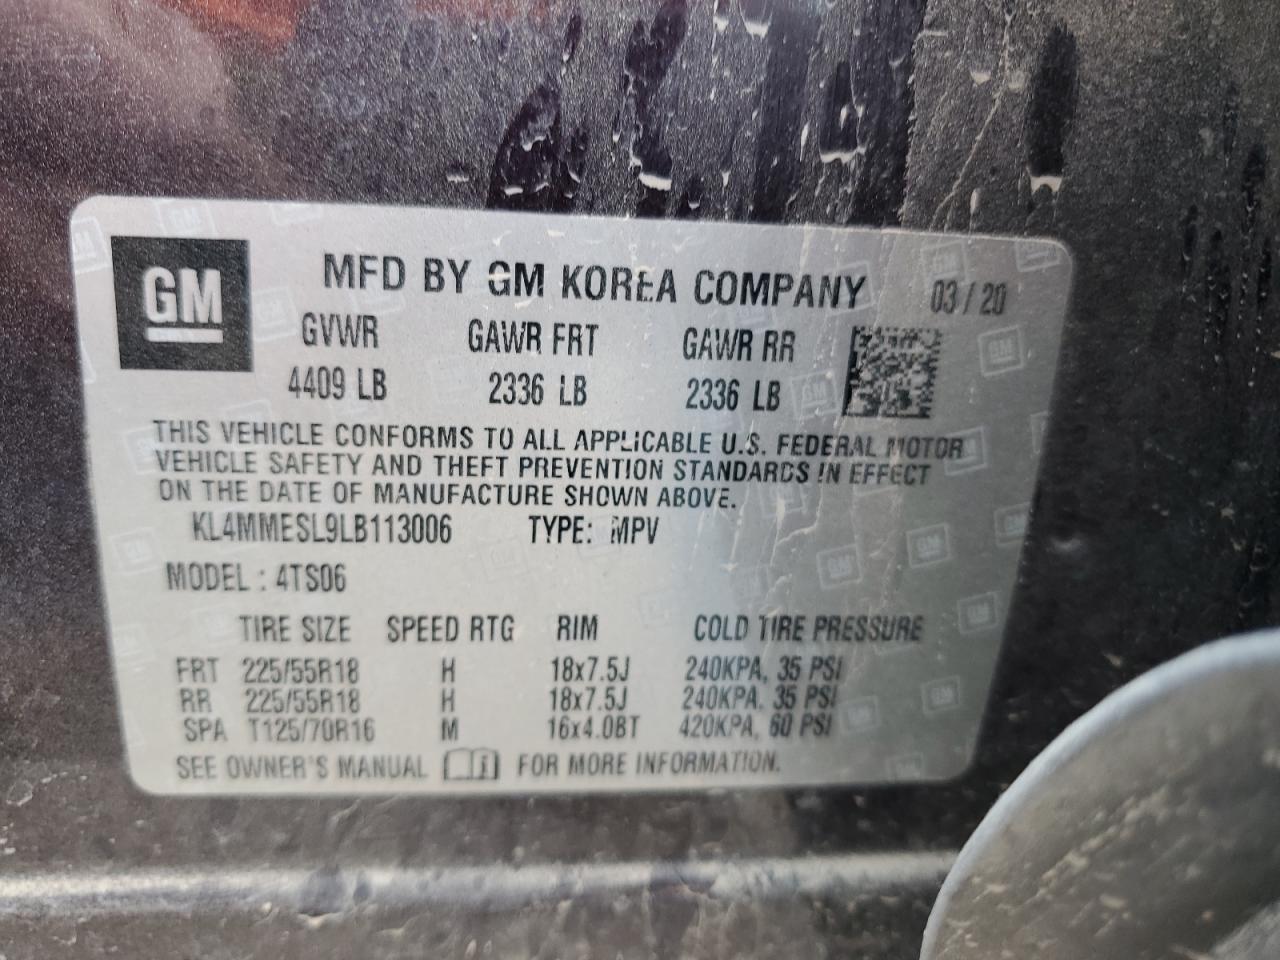 GM
MFD BY GM KOREA COMPANY 03/20
GVWR GAWR FRT GAWR RR
4409 LB 2336 LB 2336 LB
THIS VEHICLE CONFORMS TO ALL APPLICABLE U.S. FEDERAL MOTOR
VEHICLE SAFETY AND THEFT PREVENTION STANDARDS IN EFFECT
ON THE DATE OF MANUFACTURE SHOWN ABOVE.
KL4MMESL9LB113006 TYPE: MPV
MODEL: 4TS06
TIRE SIZE SPEED RTG RIM COLD TIRE PRESSURE
FRT 225/55R18 H 18x7.5J 240KPA, 35 PSI
RR 225/55R18 H 18x7.5J 240KPA, 35 PSI
SPA T125/70R16 M 16x4.0BT 420KPA, 60 PSI
SEE OWNER'S MANUAL i FOR MORE INFORMATION.